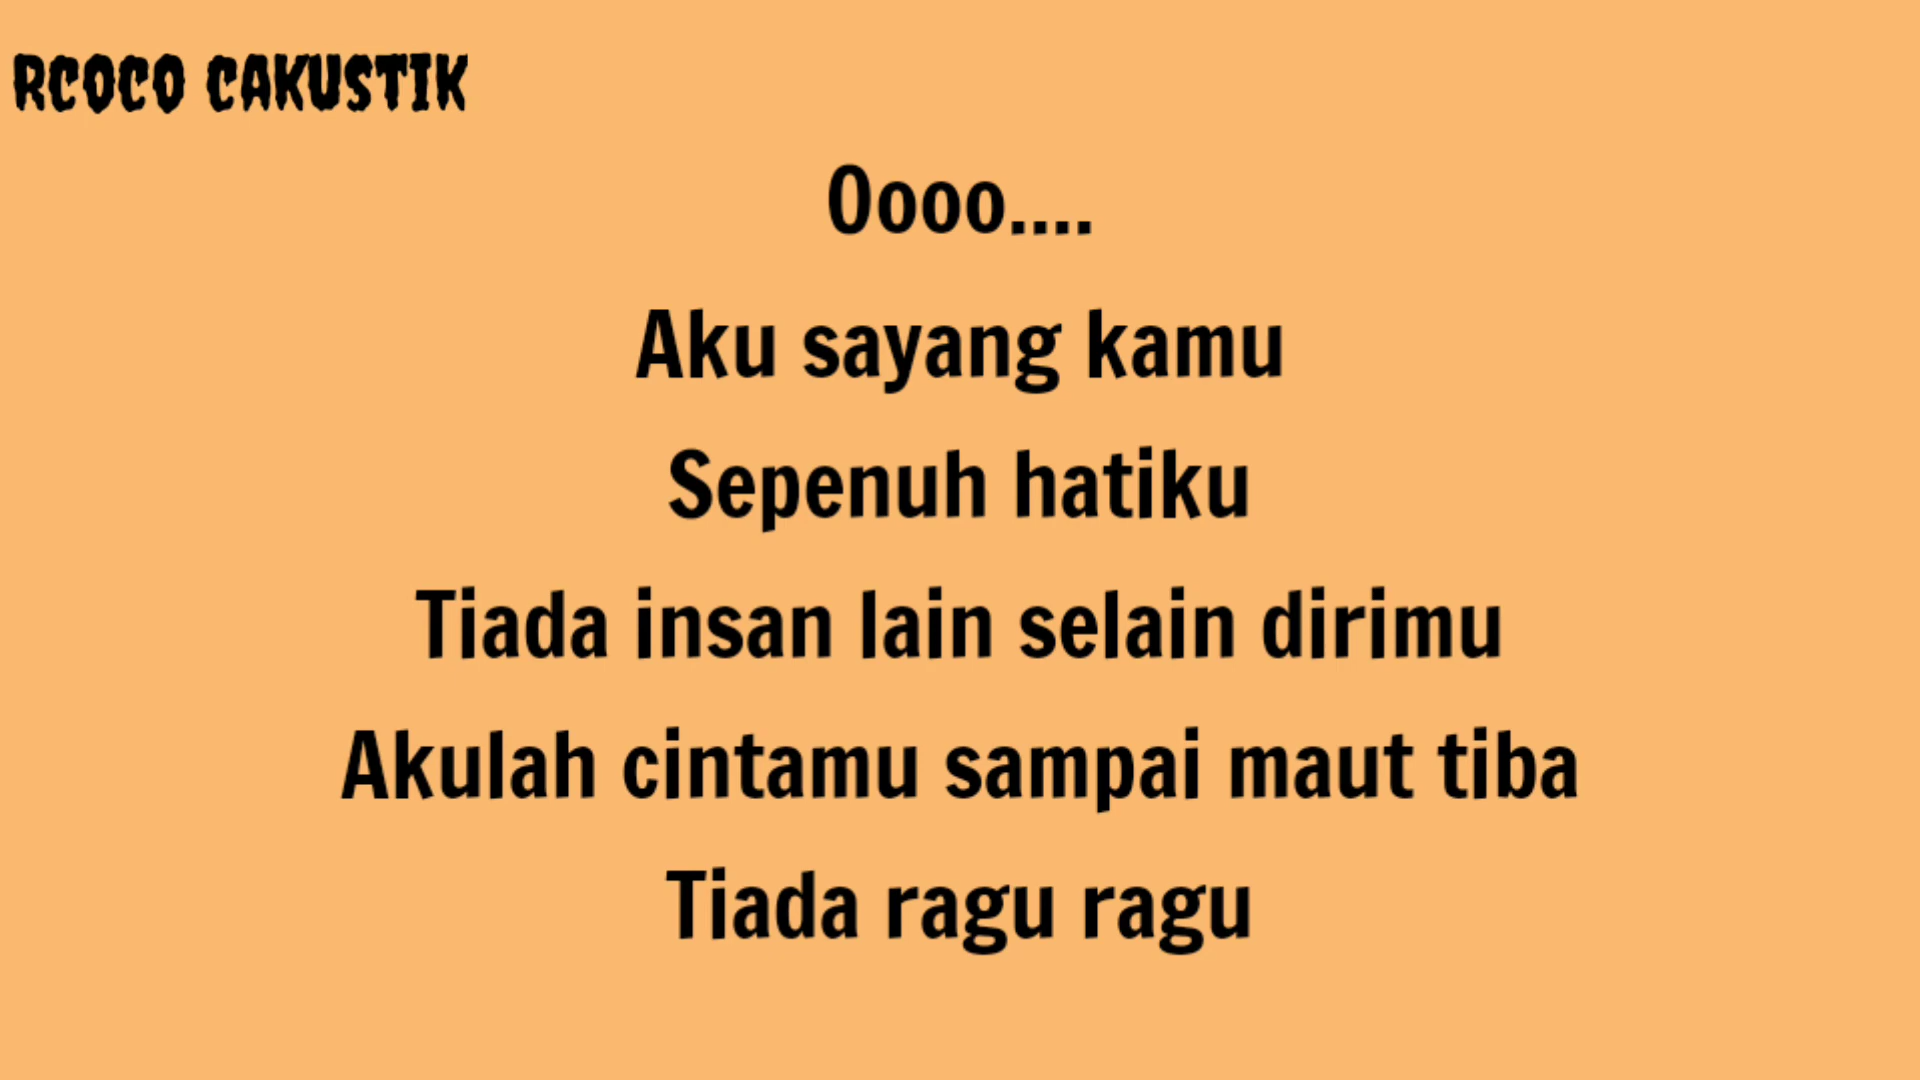 RCOCO CAKUSTIK
Oooo....
Aku sayang kamu
Sepenuh hatiku
Tiada insan lain selain dirimu
Akulah cintamu sampai maut tiba
Tiada ragu ragu